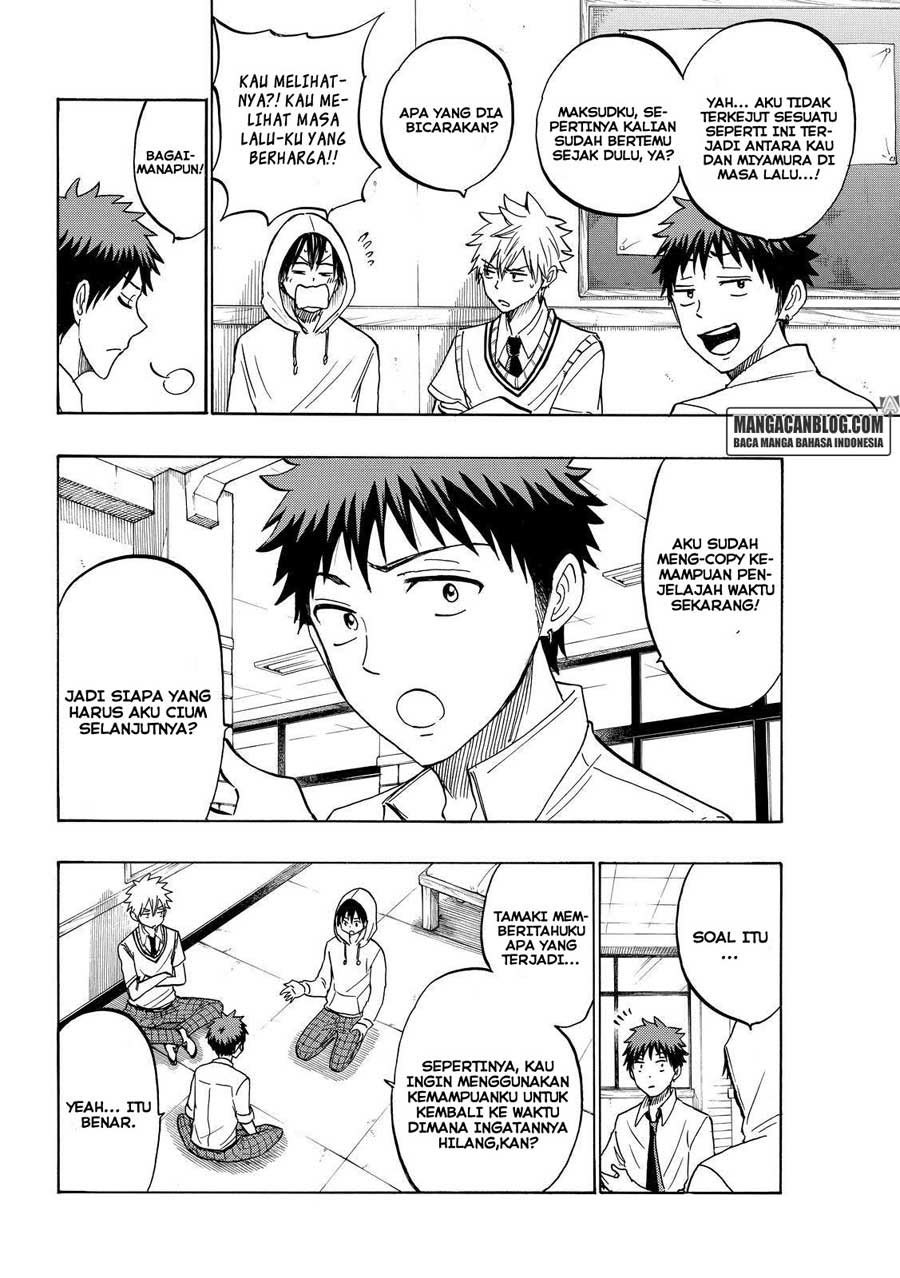 YAH... AKU TIDAK
TERKEJUT SESUATU
SEPERTI INI TER-
JADI ANTARA KAU
DAN MIYAMURA DI
MASA LALU...!
MAKSUDKU, SE-
PERTINYA KALIAN
SUDAH BERTEMU
SEJAK DULU, YA?
APA YANG DIA
BICARAKAN?
KAU MELIHAT-
NYA?! KAU ME-
LIHAT MASA
LALU-KU YANG
BERHARGA!!
BAGAI-
MANAPUN!
MANGACANBLOG.COM
BACA MANGA BAHASA INDONESIA
AKU SUDAH
MENG-COPY KE-
MAMPUAN PEN-
JELAJAH WAKTU
SEKARANG!
JADI SIAPA YANG
HARUS AKU CIUM
SELANJUTNYA?
SOAL ITU
...
TAMAKI MEM-
BERITAHUKU
APA YANG
TERJADI...
SEPERTINYA, KAU
INGIN MENGGUNAKAN
KEMAMPUANKU UNTUK
KEMBALI KE WAKTU
DIMANA INGATANNYA
HILANG,KAN?
YEAH... ITU
BENAR.